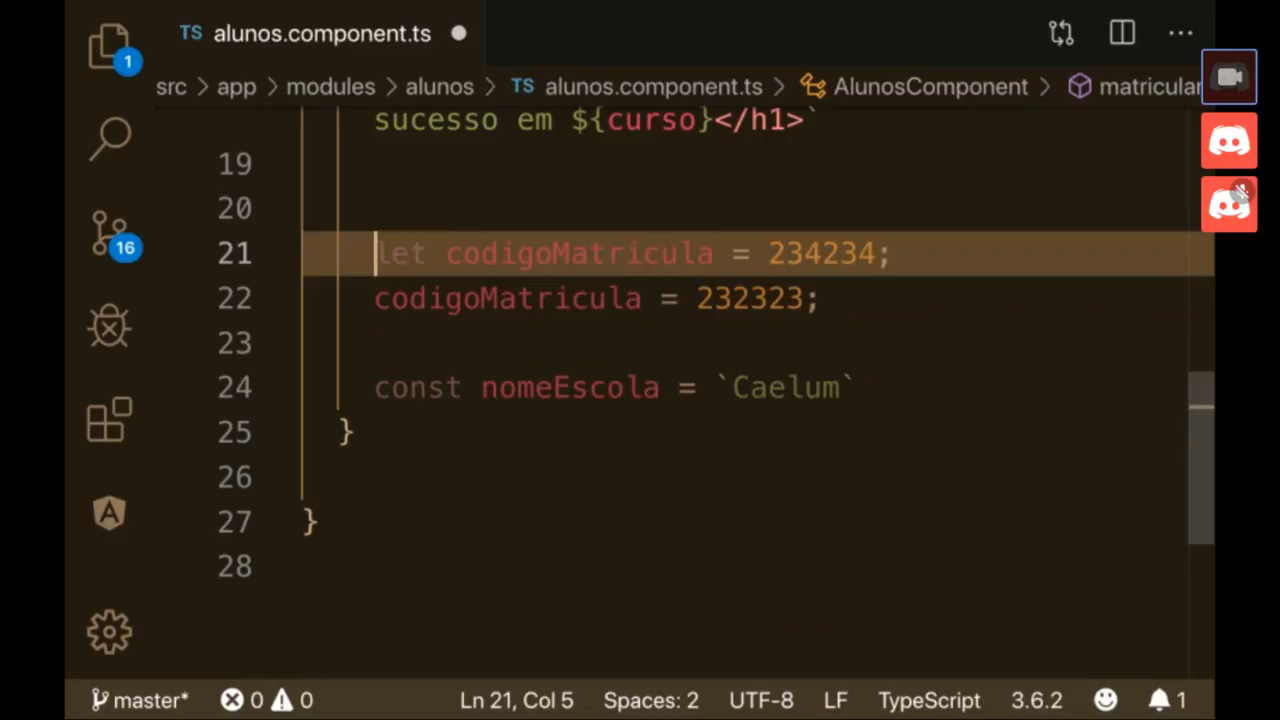 1
TS alunos.component.ts
src > app > modules > alunos > TS alunos.component.ts > AlunosComponent > matricular
sucesso em ${curso}</h1>`
19
20
21 let codigoMatricula = 234234;
22 codigoMatricula = 232323;
23
24 const nomeEscola = `Caelum`
25 }
26
27 }
28
16
master* 0 0 Ln 21, Col 5 Spaces: 2 UTF-8 LF TypeScript 3.6.2 1